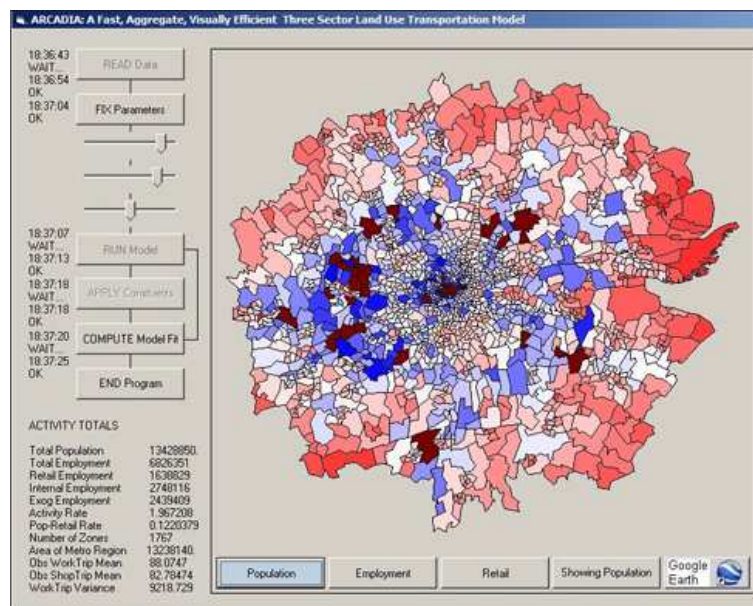 ARCADIA: A Fast, Aggregate, Visually Efficient Three Sector Land Use Transportation Model
18:36:43
WAIT...
18:36:54
OK
18:37:04
OK
READ Data
FIX Parameters
18:37:07
WAIT...
18:37:13
OK
18:37:18
WAIT...
18:37:18
OK
18:37:20
WAIT...
18:37:25
OK
RUN Model
APPLY Constraints
COMPUTE Model Fit
END Program
ACTIVITY TOTALS
Total Population 13428850.
Total Employment 6826351
Retail Employment 1638829
Internal Employment 2748116
Exog Employment 2439409
Activity Rate 1.967208
Pop-Retail Rate 0.1220379
Number of Zones 1767
Area of Metro Region 13238140.
Obs WorkTrip Mean 88.0747
Obs ShopTrip Mean 82.78474
Work Trip Variance 9218.729
Population
Employment
Retail
Showing Population
Google
Earth